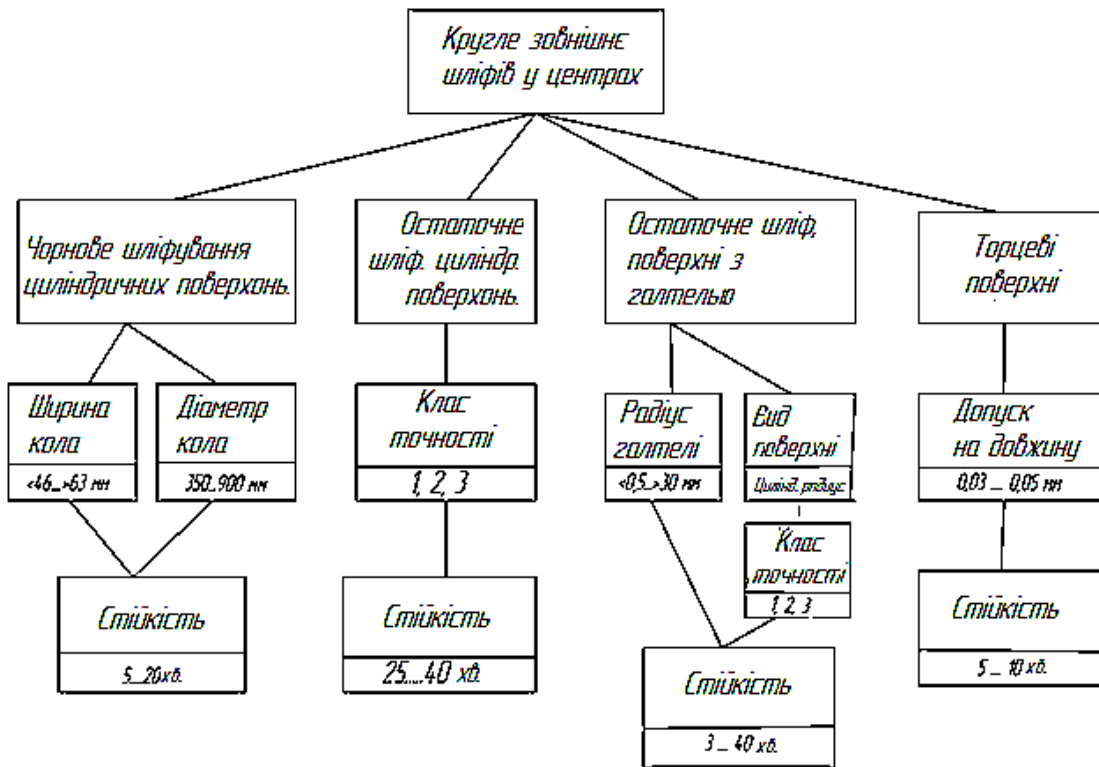 Кругле зовнішнє
шліфів у центрах
Чорнове шліфування
циліндричних поверхонь.
Остаточне
шліф. циліндр.
поверхонь.
Остаточне шліф,
поверхні з
галтелью
Торцеві
поверхні
Ширина
кола
<46...>63 мм
Діаметр
кола
350...900 мм
Клас
точності
1, 2, 3
Радіус
галтелі
<0,5...>30 мм
Вид
поверхні
Цилінд. радіус
Клас
точності
1, 2, 3
Допуск
на довжину
0,03 ... 0,05 мм
Стійкість
5...20 хв.
Стійкість
25....40 хв.
Стійкість
3 ... 40 хв.
Стійкість
5 ... 10 хв.